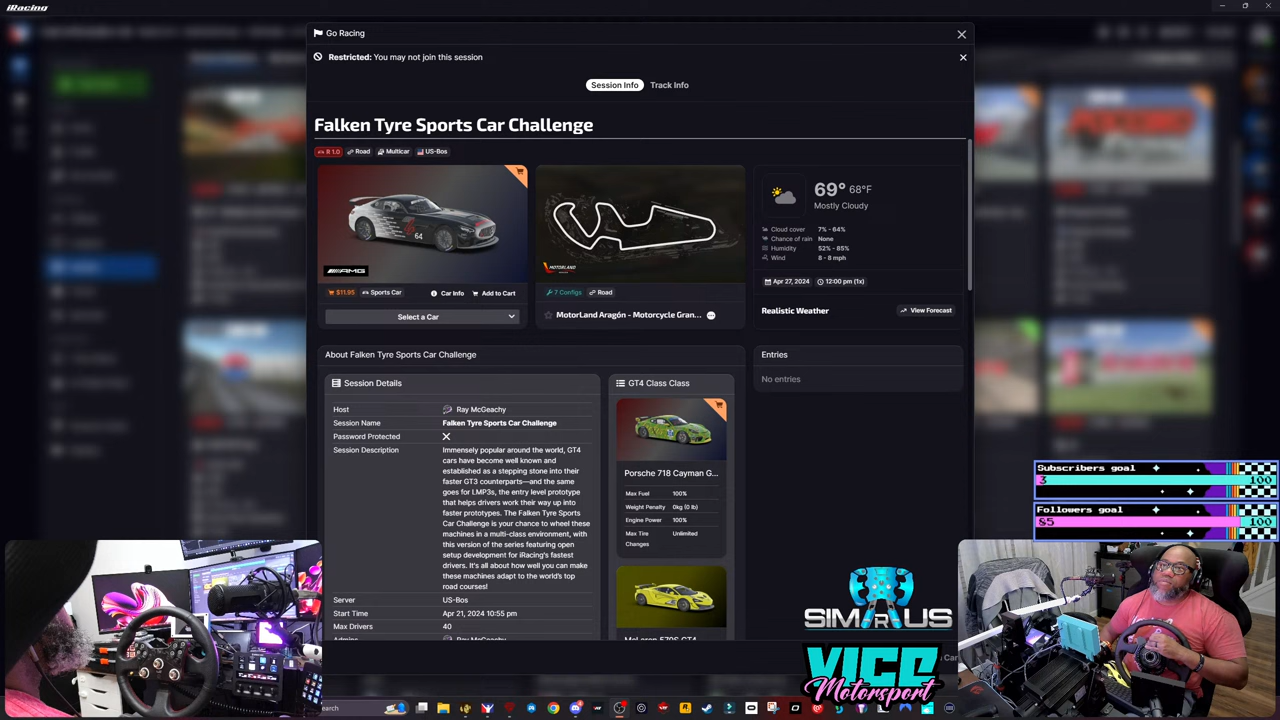 iRacing
Go Racing
Restricted: You may not join this session
Session Info
Track Info
Falken Tyre Sports Car Challenge
R 1.0
Road
Multicar
US-Bos
64
AMG
MOTORLAND
69° 68°F
Mostly Cloudy
Cloud cover 7% - 64%
Chance of rain None
Humidity 52% - 85%
Wind 8 - 8 mph
$11.95
Sports Car
Car Info
Add to Cart
7 Configs
Road
Apr 27, 2024
12:00 pm (1x)
Select a Car
MotorLand Aragón - Motorcycle Gran...
Realistic Weather
View Forecast
About Falken Tyre Sports Car Challenge
Entries
No entries
Session Details
Host Ray McGeachy
Session Name Falken Tyre Sports Car Challenge
Password Protected
Session Description
Immensely popular around the world, GT4
cars have become well known and
established as a stepping stone into their
faster GT3 counterparts—and the same
goes for LMP3s, the entry level prototype
that helps drivers work their way up into
faster prototypes. The Falken Tyre Sports
Car Challenge is your chance to wheel these
machines in a multi-class environment, with
this version of the series featuring open
setup development for iRacing's fastest
drivers. It's all about how well you can make
these machines adapt to the world's top
road courses!
Server US-Bos
Start Time Apr 21, 2024 10:55 pm
Max Drivers 40
Admins Ray McGeachy
GT4 Class Class
Porsche 718 Cayman G...
Max Fuel 100%
Weight Penalty 0kg (0 lb)
Engine Power 100%
Max Tire Changes Unlimited
McLaren 570S GT4
Subscribers goal
3 100
Followers goal
85 100
SIMRUS
VICE
Motorsport
Car
earch